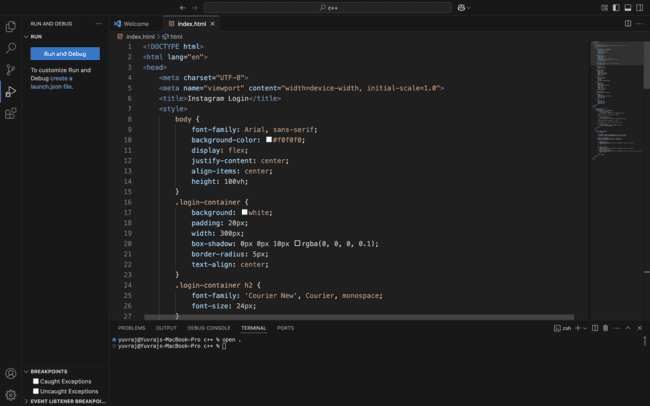 c++
RUN AND DEBUG
Welcome
index.html
RUN
index.html > html
Run and Debug
To customize Run and
Debug create a
launch.json file.
1 <!DOCTYPE html>
2 <html lang="en">
3 <head>
4 <meta charset="UTF-8">
5 <meta name="viewport" content="width=device-width, initial-scale=1.0">
6 <title>Instagram Login</title>
7 <style>
8 body {
9 font-family: Arial, sans-serif;
10 background-color: #f0f0f0;
11 display: flex;
12 justify-content: center;
13 align-items: center;
14 height: 100vh;
15 }
16 .login-container {
17 background: white;
18 padding: 20px;
19 width: 300px;
20 box-shadow: 0px 0px 10px rgba(0, 0, 0, 0.1);
21 border-radius: 5px;
22 text-align: center;
23 }
24 .login-container h2 {
25 font-family: 'Courier New', Courier, monospace;
26 font-size: 24px;
27 }
PROBLEMS OUTPUT DEBUG CONSOLE TERMINAL PORTS
zsh
yuvraj@Yuvrajs-MacBook-Pro c++ % open .
yuvraj@Yuvrajs-MacBook-Pro c++ %
BREAKPOINTS
Caught Exceptions
Uncaught Exceptions
EVENT LISTENER BREAKPOI...